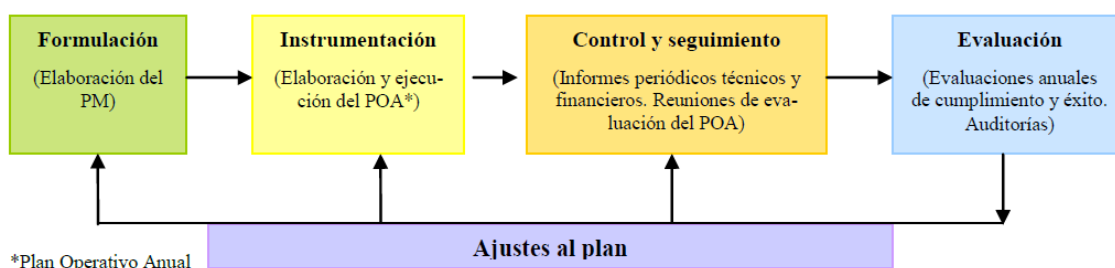 Formulación
(Elaboración del
PM)
Instrumentación
(Elaboración y ejecu-
ción del POA*)
Control y seguimiento
(Informes periódicos técnicos y
financieros. Reuniones de eva-
luación del POA)
Evaluación
(Evaluaciones anuales
de cumplimiento y éxito.
Auditorías)
Ajustes al plan
*Plan Operativo Anual